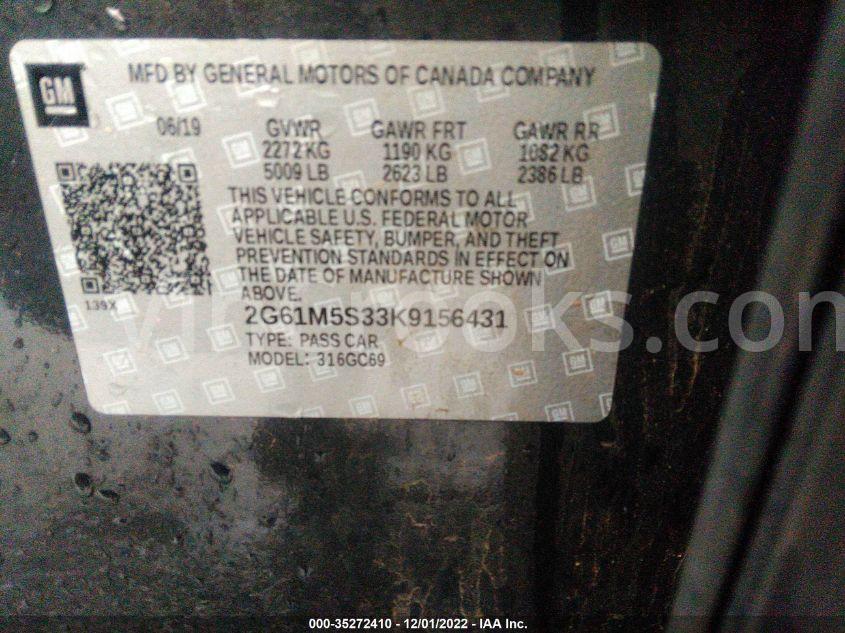 GM
MFD BY GENERAL MOTORS OF CANADA COMPANY
06/19 GVWR GAWR FRT GAWR RR
2272 KG 1190 KG 1082 KG
5009 LB 2623 LB 2386 LB
THIS VEHICLE CONFORMS TO ALL
APPLICABLE U.S. FEDERAL MOTOR
VEHICLE SAFETY, BUMPER, AND THEFT
PREVENTION STANDARDS IN EFFECT ON
THE DATE OF MANUFACTURE SHOWN
ABOVE.
139X
2G61M5S33K9156431
TYPE: PASS CAR
MODEL: 316GC69
000-35272410 - 12/01/2022 - IAA Inc.